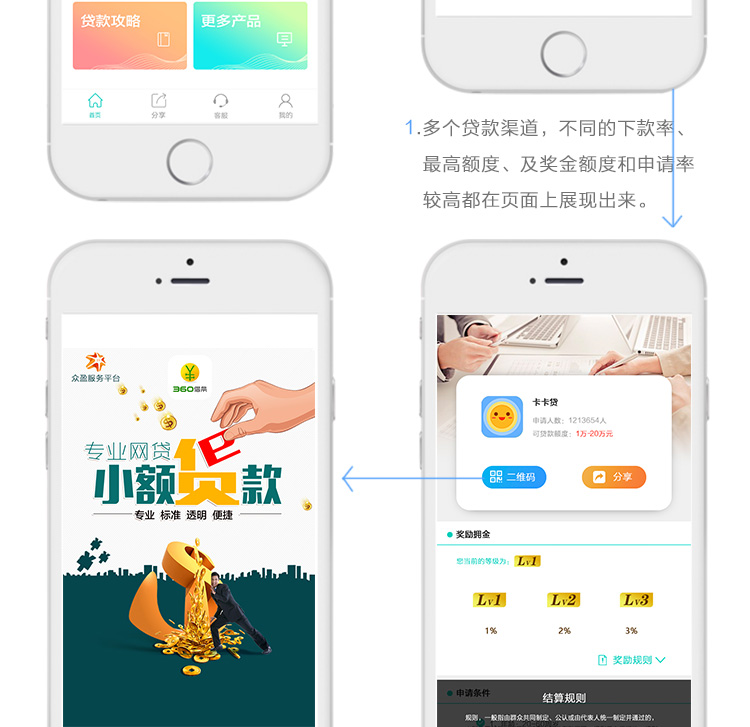 贷款攻略
更多产品
首页
分享
客服
我的
1.多个贷款渠道，不同的下款率、
最高额度、及奖金额度和申请率
较高都在页面上展现出来。
众盈服务平台
360借条
专业网贷
小额贷款
专业 标准 透明 便捷
卡卡贷
申请人数：1213654人
可贷款额度：1万-20万元
二维码
分享
奖励拥金
您当前的等级为：Lv1
Lv1
Lv2
Lv3
1%
2%
3%
奖励规则
申请条件
结算规则
规则，一般指由群众共同制定、公认或由代表人统一制定并通过的，